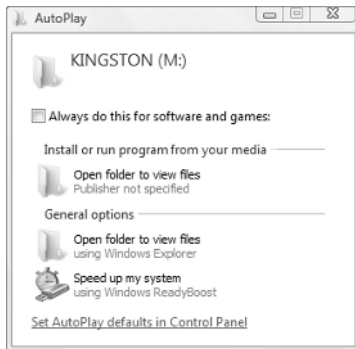 AutoPlay
KINGSTON (M:)
Always do this for software and games:
Install or run program from your media
Open folder to view files
Publisher not specified
General options
Open folder to view files
using Windows Explorer
Speed up my system
using Windows ReadyBoost
Set AutoPlay defaults in Control Panel